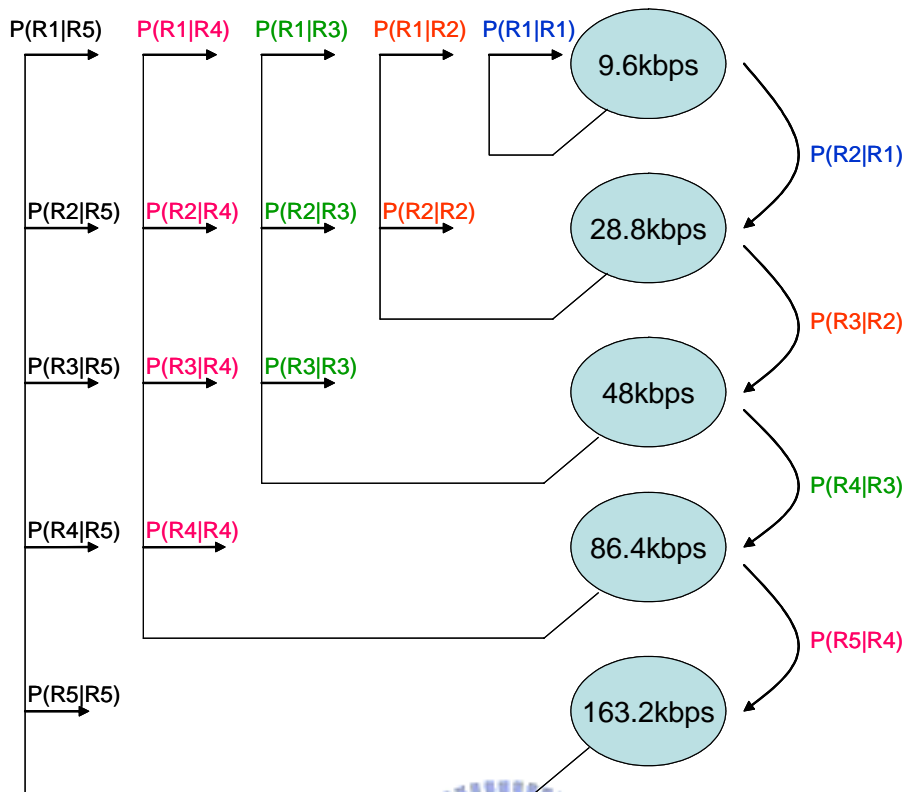 P(R1|R5) P(R1|R4) P(R1|R3) P(R1|R2) P(R1|R1)
9.6kbps
P(R2|R1)
P(R2|R5) P(R2|R4) P(R2|R3) P(R2|R2)
28.8kbps
P(R3|R2)
P(R3|R5) P(R3|R4) P(R3|R3)
48kbps
P(R4|R3)
P(R4|R5) P(R4|R4)
86.4kbps
P(R5|R4)
P(R5|R5)
163.2kbps